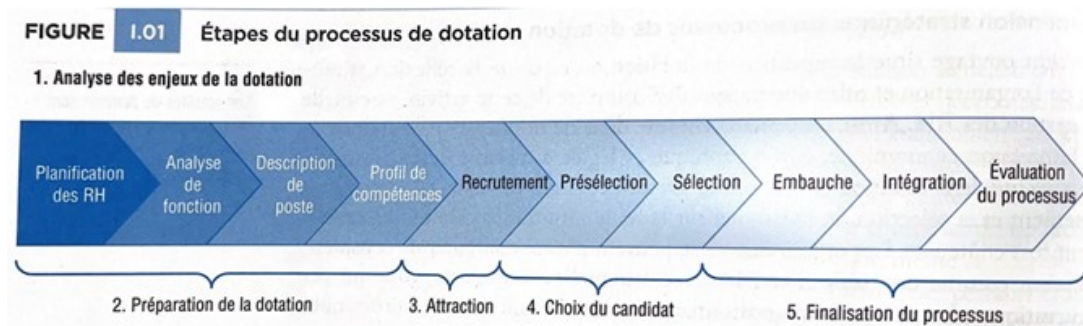 FIGURE I.01 Étapes du processus de dotation
1. Analyse des enjeux de la dotation
Planification
des RH
Analyse
de
fonction
Description
de
poste
Profil de
compétences
Recrutement
Présélection
Sélection
Embauche
Intégration
Évaluation
du processus
2. Préparation de la dotation
3. Attraction
4. Choix du candidat
5. Finalisation du processus